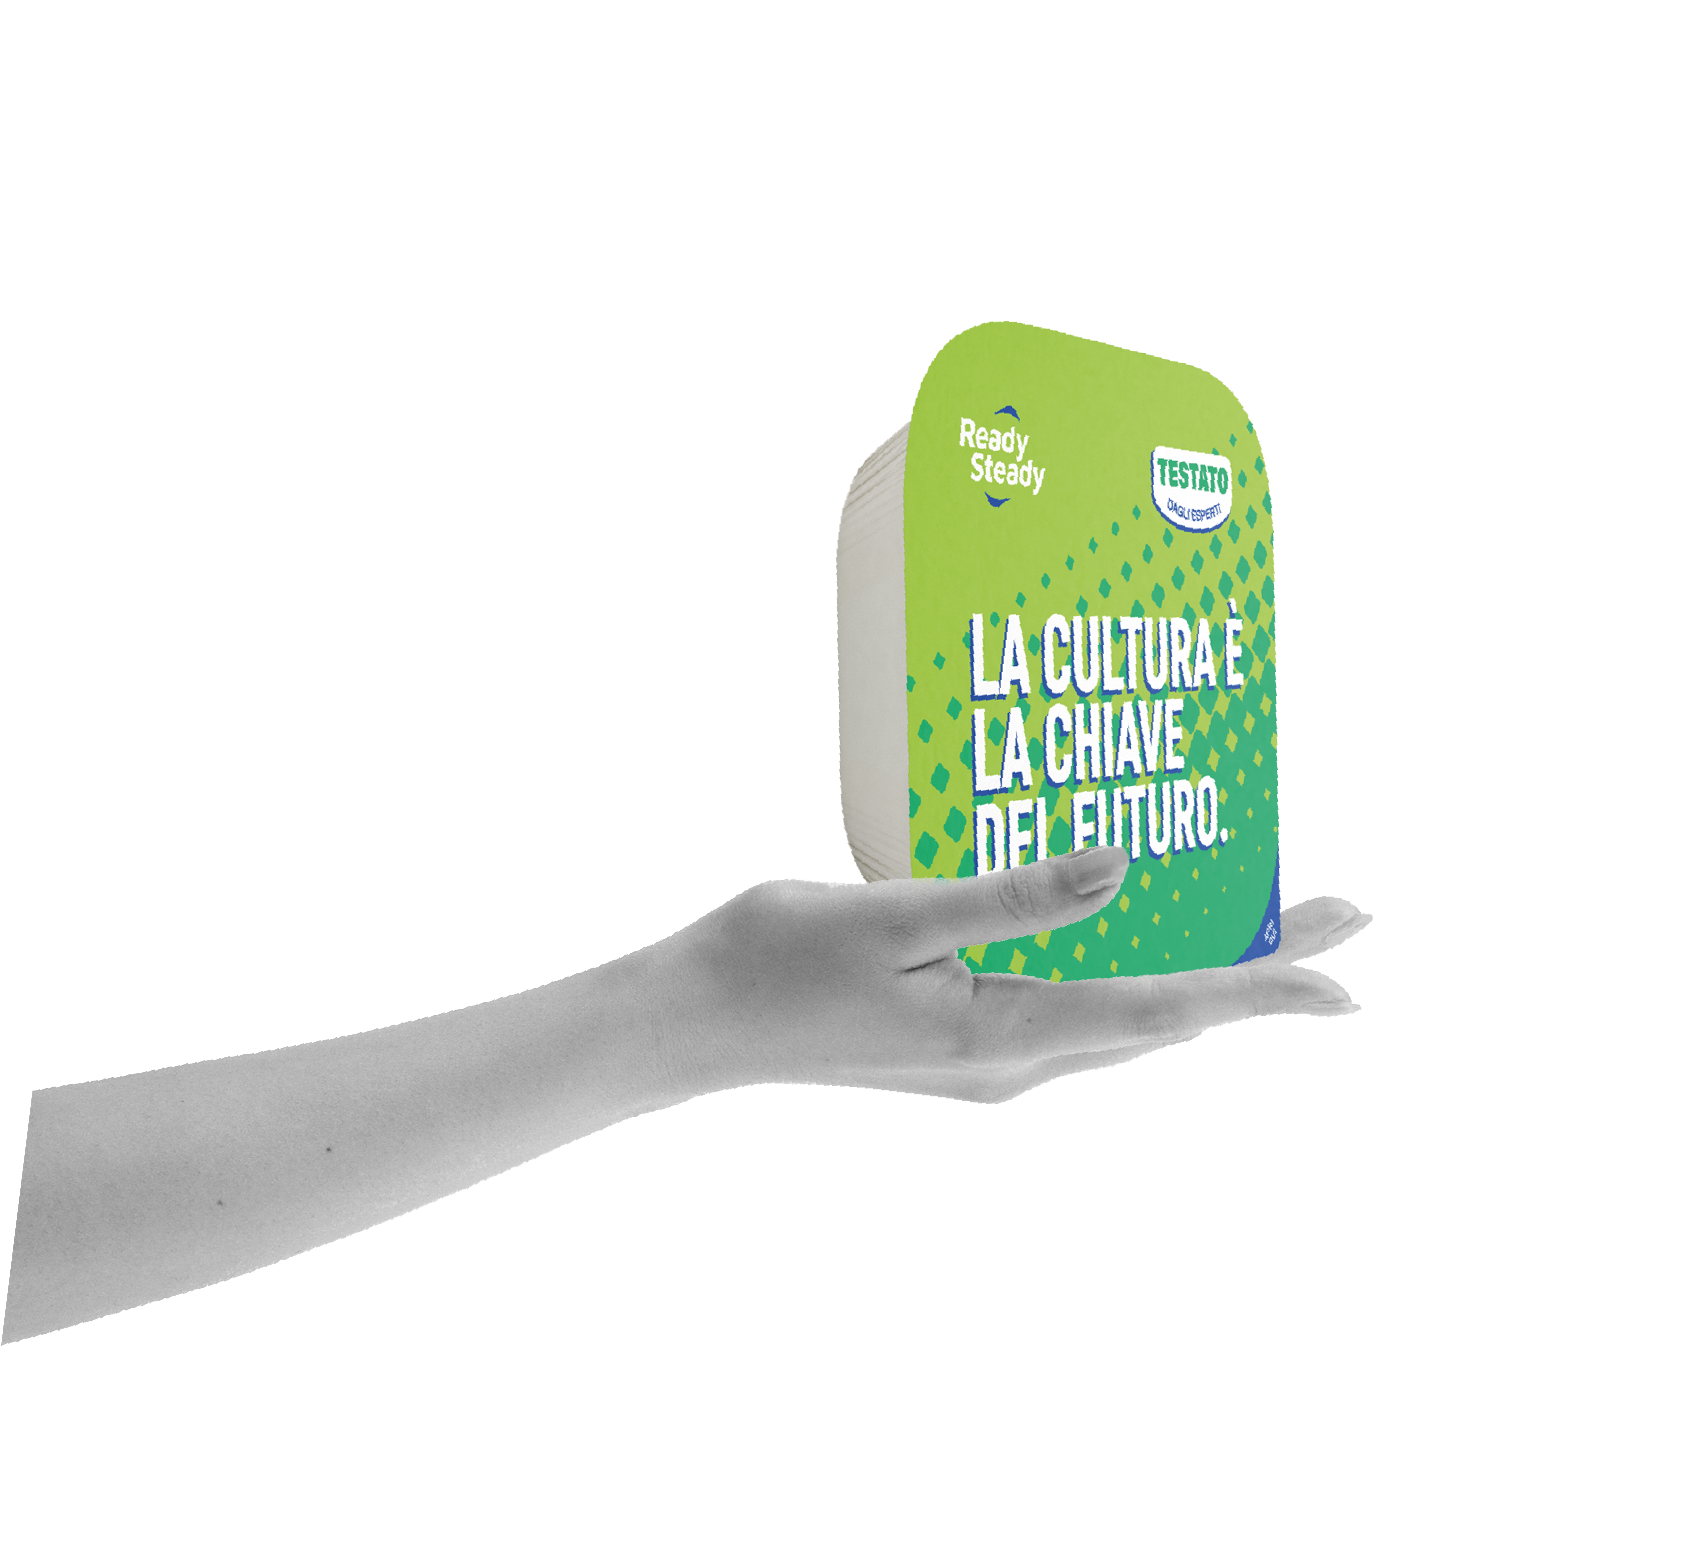 Ready
Steady
TESTATO
DAGLI ESPERTI
LA CULTURA È
LA CHIAVE
DEL FUTURO.